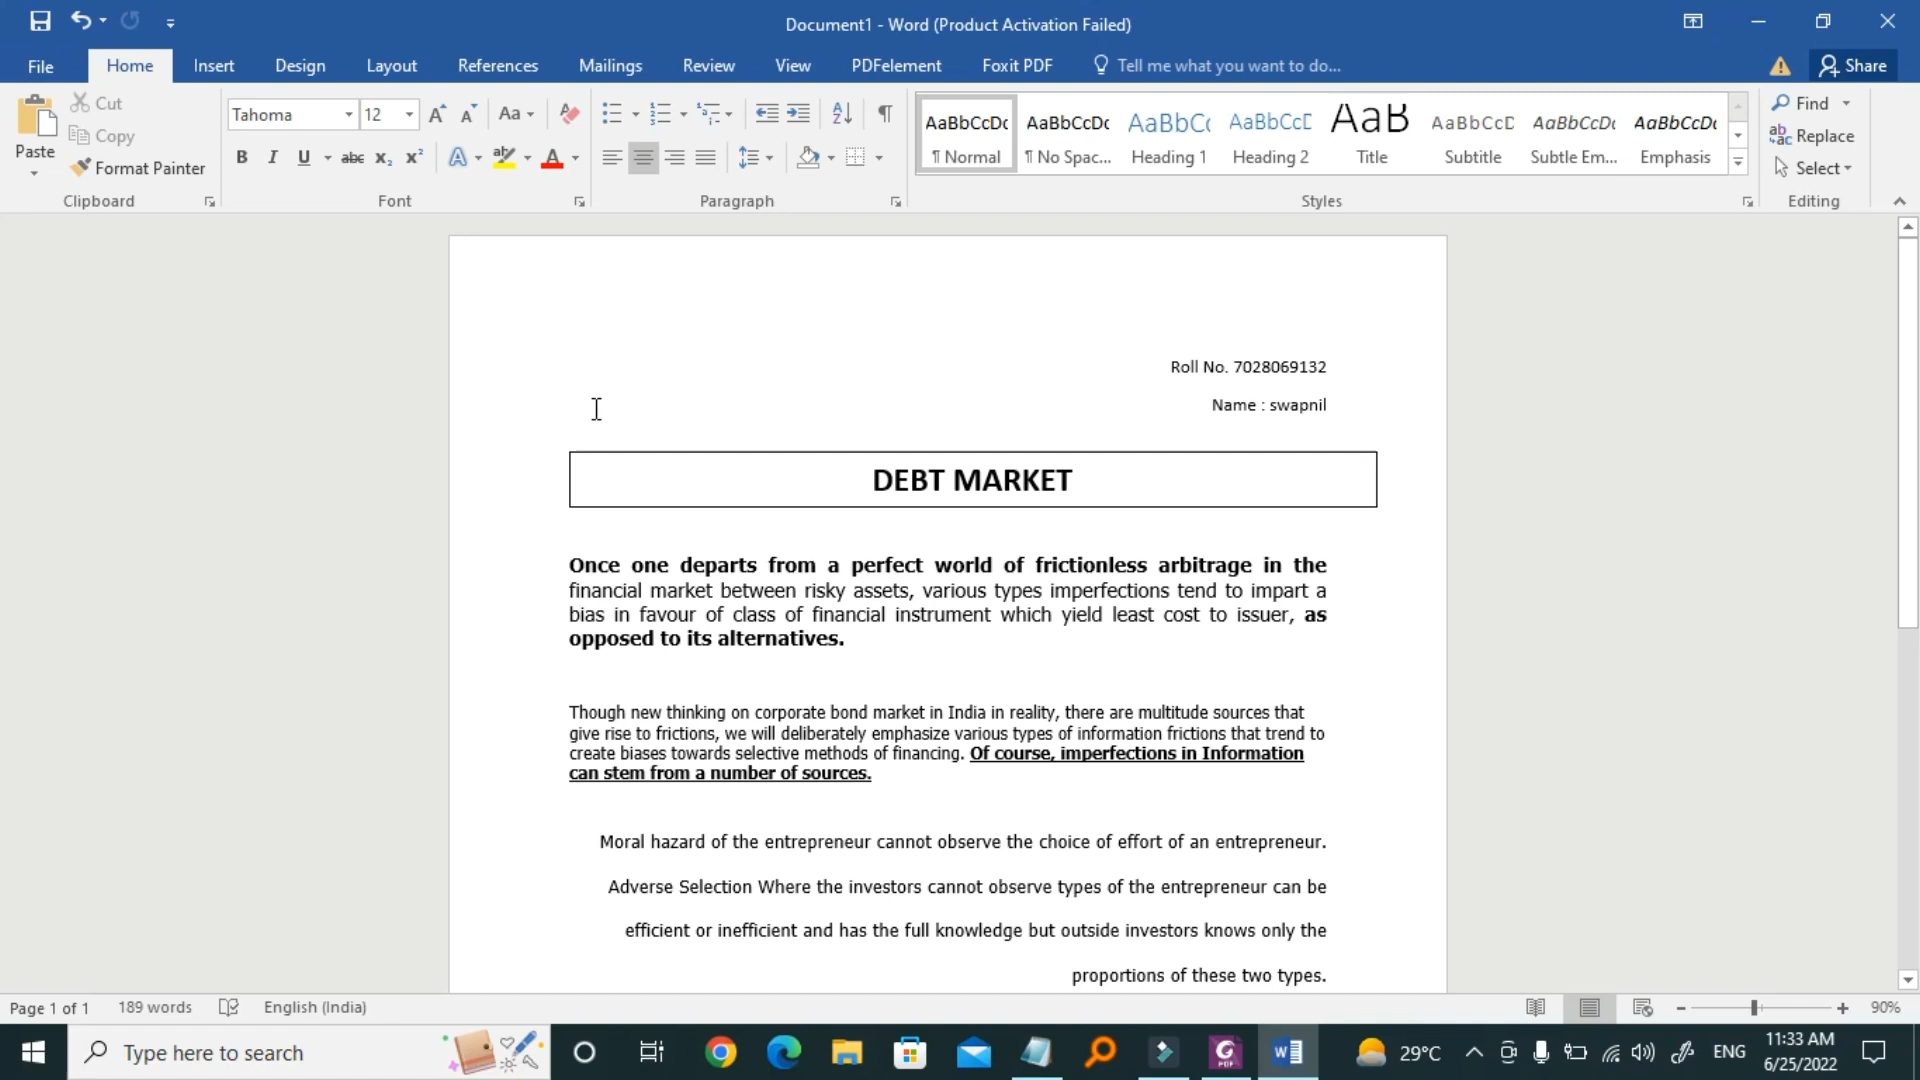 Document1 - Word (Product Activation Failed)
File Home Insert Design Layout References Mailings Review View PDFelement Foxit PDF Tell me what you want to do... Share
Paste
Cut
Copy
Format Painter
Clipboard
Tahoma 12 Aa
B I U abc X₂ X² A ab A
Font
Paragraph
AaBbCcDc AaBbCcDc AaBbC AaBbCcD AaB AaBbCcD AaBbCcDc AaBbCcDc
¶ Normal ¶ No Spac... Heading 1 Heading 2 Title Subtitle Subtle Em... Emphasis
Styles
Find
Replace
Select
Editing
Roll No. 7028069132
Name : swapnil
DEBT MARKET
Once one departs from a perfect world of frictionless arbitrage in the
financial market between risky assets, various types imperfections tend to impart a
bias in favour of class of financial instrument which yield least cost to issuer, as
opposed to its alternatives.
Though new thinking on corporate bond market in India in reality, there are multitude sources that
give rise to frictions, we will deliberately emphasize various types of information frictions that trend to
create biases towards selective methods of financing. Of course, imperfections in Information
can stem from a number of sources.
Moral hazard of the entrepreneur cannot observe the choice of effort of an entrepreneur.
Adverse Selection Where the investors cannot observe types of the entrepreneur can be
efficient or inefficient and has the full knowledge but outside investors knows only the
proportions of these two types.
Page 1 of 1 189 words English (India) 90%
Type here to search 29°C ENG 11:33 AM
6/25/2022